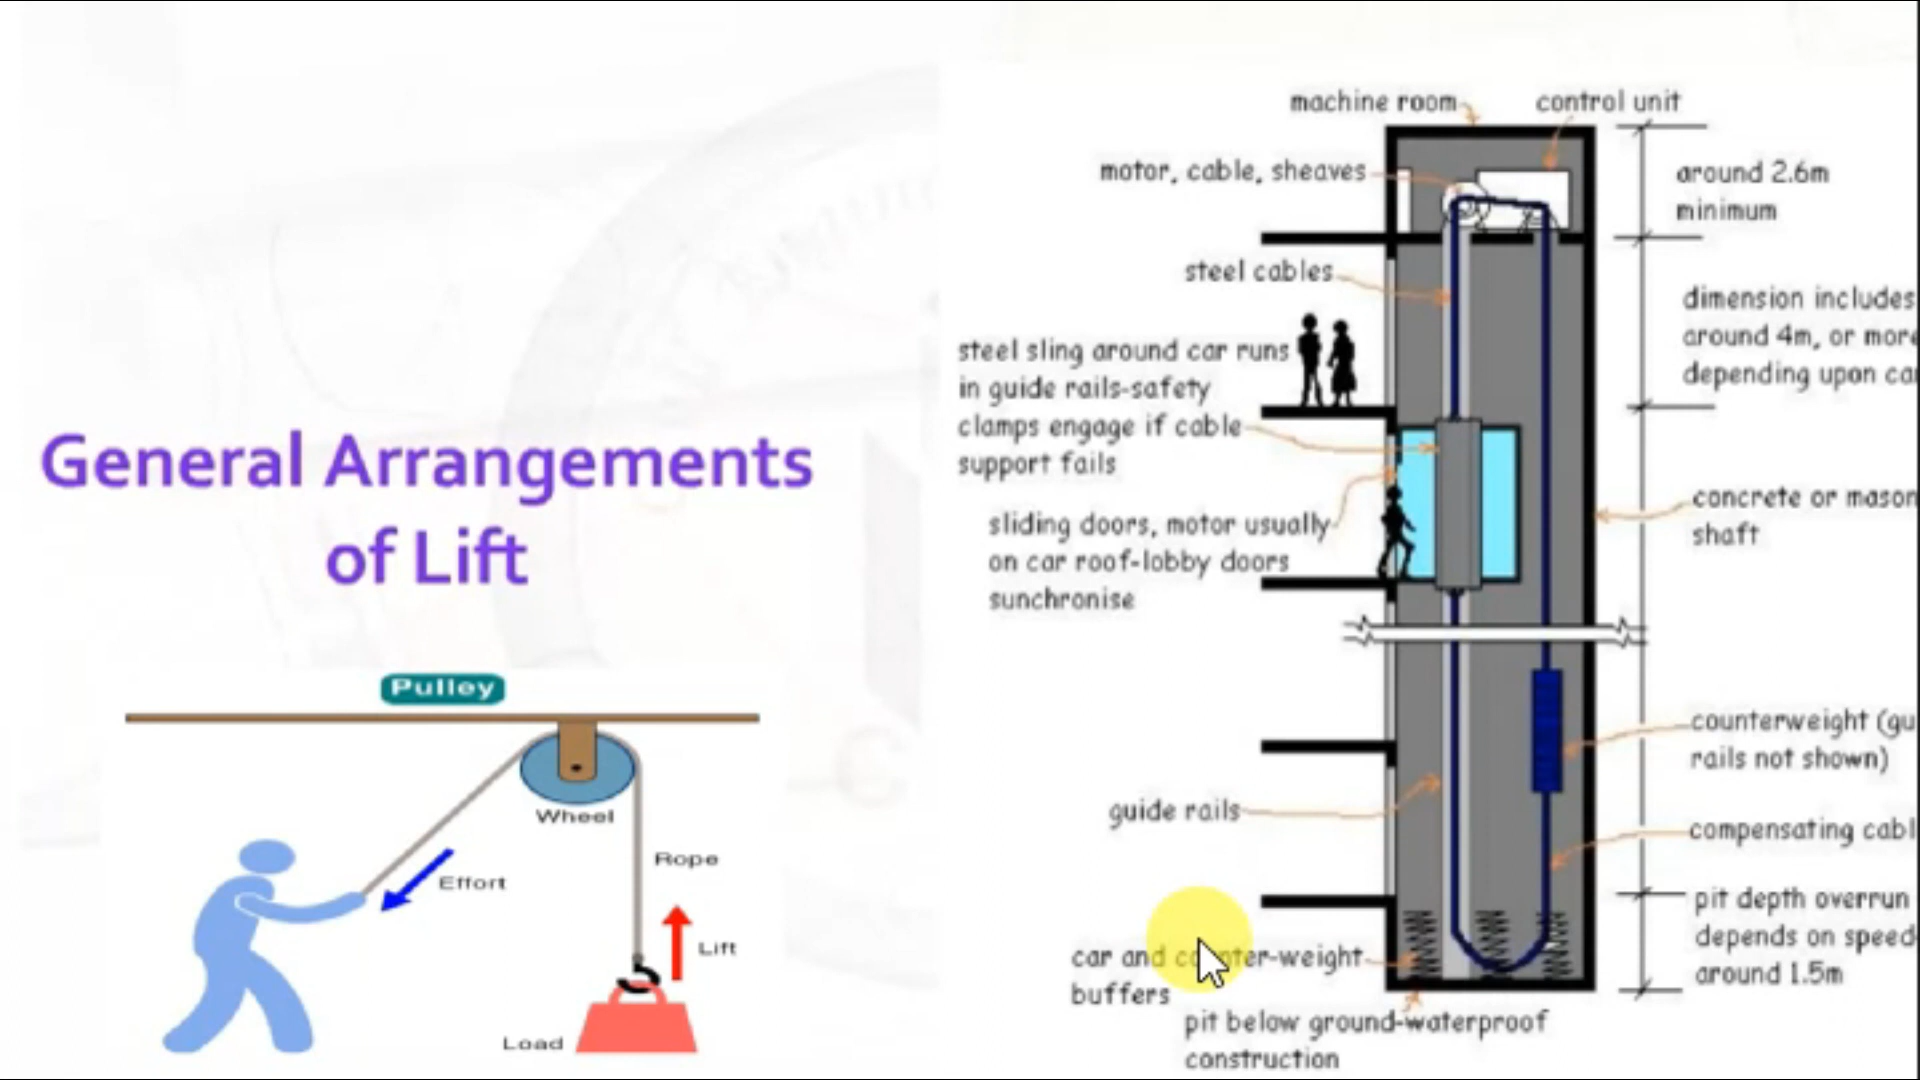 General Arrangements
of Lift
Pulley
Wheel
Rope
Effort
Lift
Load
machine room
control unit
motor, cable, sheaves
around 2.6m
minimum
steel cables
dimension includes
around 4m, or more
depending upon
steel sling around car runs
in guide rails-safety
clamps engage if cable
support fails
sliding doors, motor usually
on car roof-lobby doors
sunchronise
concrete or
shaft
counterweight
rails not shown)
guide rails
compensating
pit depth overrun
depends on speed
around 1.5m
car and counter-weight
buffers
pit below ground-waterproof
construction